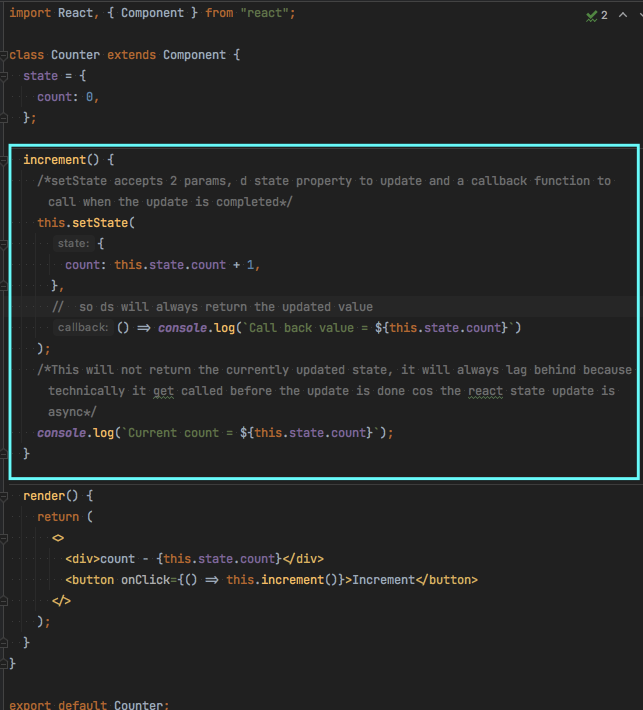 import React, { Component } from "react";
2
class Counter extends Component {
state = {
count: 0,
};
increment() {
/*setState accepts 2 params, d state property to update and a callback function to
call when the update is completed*/
this.setState(
state: {
count: this.state.count + 1,
},
//  so ds will always return the updated value
callback: () => console.log(`Call back value = ${this.state.count}`)
);
/*This will not return the currently updated state, it will always lag behind because
technically it get called before the update is done cos the react state update is
async*/
console.log(`Current count = ${this.state.count}`);
}
render() {
return (
<>
<div>count - {this.state.count}</div>
<button onClick={() => this.increment()}>Increment</button>
</>
);
}
}
export default Counter;